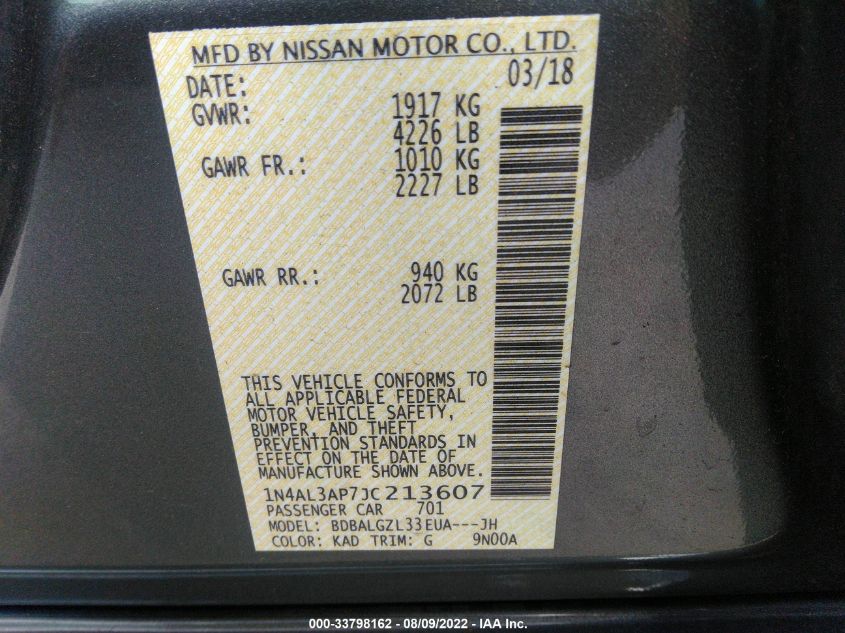 MFD BY NISSAN MOTOR CO., LTD.
DATE: 03/18
GVWR: 1917 KG
4226 LB
GAWR FR.: 1010 KG
2227 LB
GAWR RR.: 940 KG
2072 LB
THIS VEHICLE CONFORMS TO
ALL APPLICABLE FEDERAL
MOTOR VEHICLE SAFETY,
BUMPER, AND THEFT
PREVENTION STANDARDS IN
EFFECT ON THE DATE OF
MANUFACTURE SHOWN ABOVE.
1N4AL3AP7JC213607
PASSENGER CAR 701
MODEL: BDBALGZL33EUA---JH
COLOR: KAD TRIM: G 9N00A
000-33798162 - 08/09/2022 - IAA Inc.